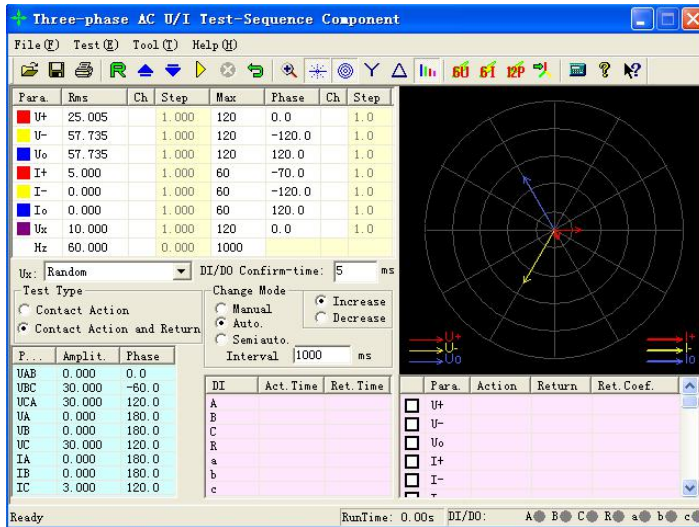 Three-phase AC U/I Test-Sequence Component
File(F) Test(E) Tool(T) Help(H)
R 6U 6I 12P
Para. Rms Ch Step Max Phase Ch Step
U+ 25.005 1.000 120 0.0 1.0
U- 57.735 1.000 120 -120.0 1.0
Uo 57.735 1.000 120 120.0 1.0
I+ 5.000 1.000 60 -70.0 1.0
I- 0.000 1.000 60 -120.0 1.0
Io 0.000 1.000 60 120.0 1.0
Ux 10.000 1.000 120 0.0 1.0
Hz 60.000 0.000 1000
Ux: Random DI/DO Confirm-time: 5 ms
Test Type
Contact Action
Contact Action and Return
Change Mode
Manual
Auto.
Semiauto.
Increase
Decrease
Interval 1000 ms
U+
U-
Uo
I+
I-
Io
P... Amplit. Phase
UAB 0.000 0.0
UBC 30.000 -60.0
UCA 30.000 120.0
UA 0.000 180.0
UB 0.000 180.0
UC 30.000 120.0
IA 0.000 180.0
IB 0.000 180.0
IC 3.000 120.0
DI Act.Time Ret.Time
A
B
C
R
a
b
c
Para. Action Return Ret.Coef.
U+
U-
Uo
I+
I-
Ready RunTime: 0.00s DI/DO: A B C R a b c